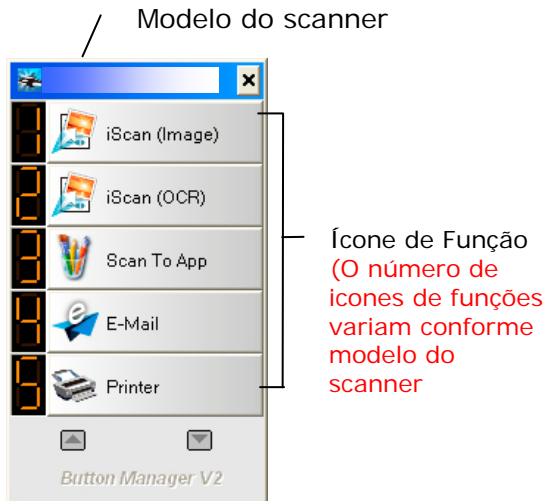 Modelo do scanner
1 iScan (Image)
2 iScan (OCR)
3 Scan To App
4 E-Mail
5 Printer
Button Manager V2
Ícone de Função
(O número de
icones de funções
variam conforme
modelo do
scanner